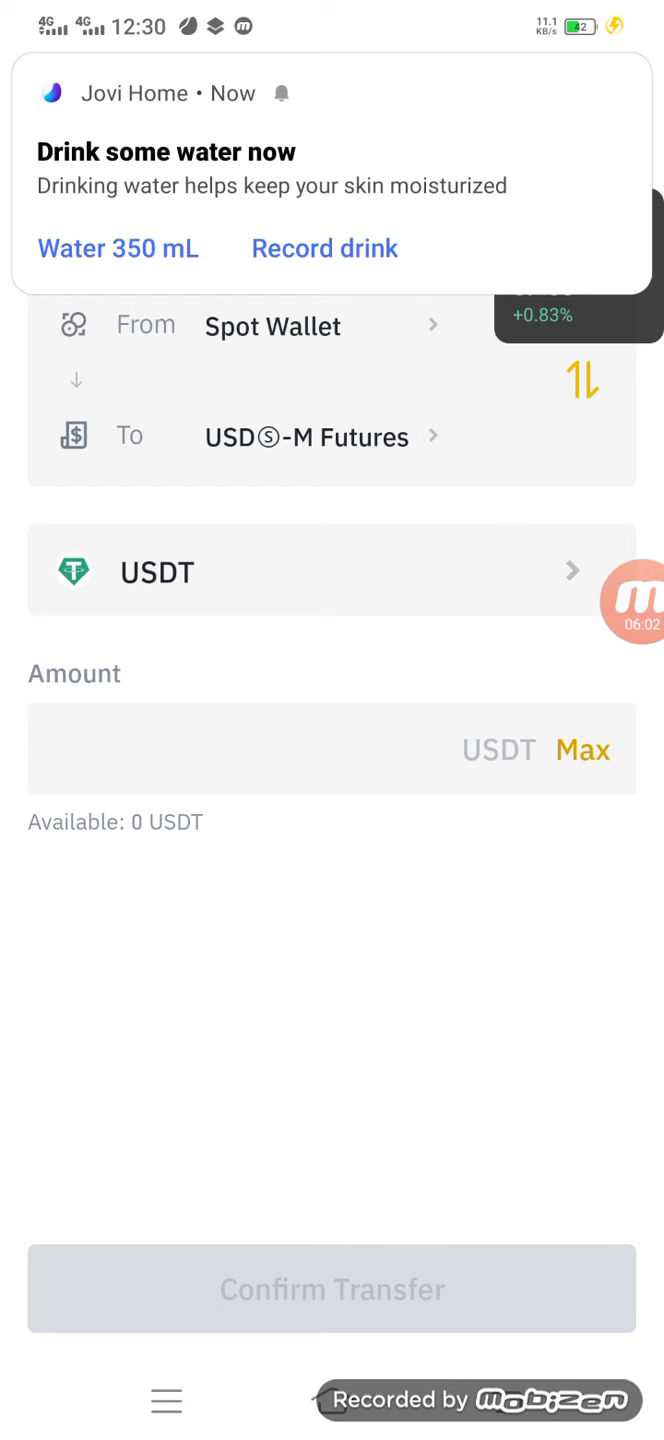 4G 4G 12:30 11.1 KB/s 42
Jovi Home • Now
Drink some water now
Drinking water helps keep your skin moisturized
Water 350 mL Record drink
+0.83%
From Spot Wallet
To USDⓈ-M Futures
USDT
06:02
Amount
USDT Max
Available: 0 USDT
Confirm Transfer
Recorded by mobizen